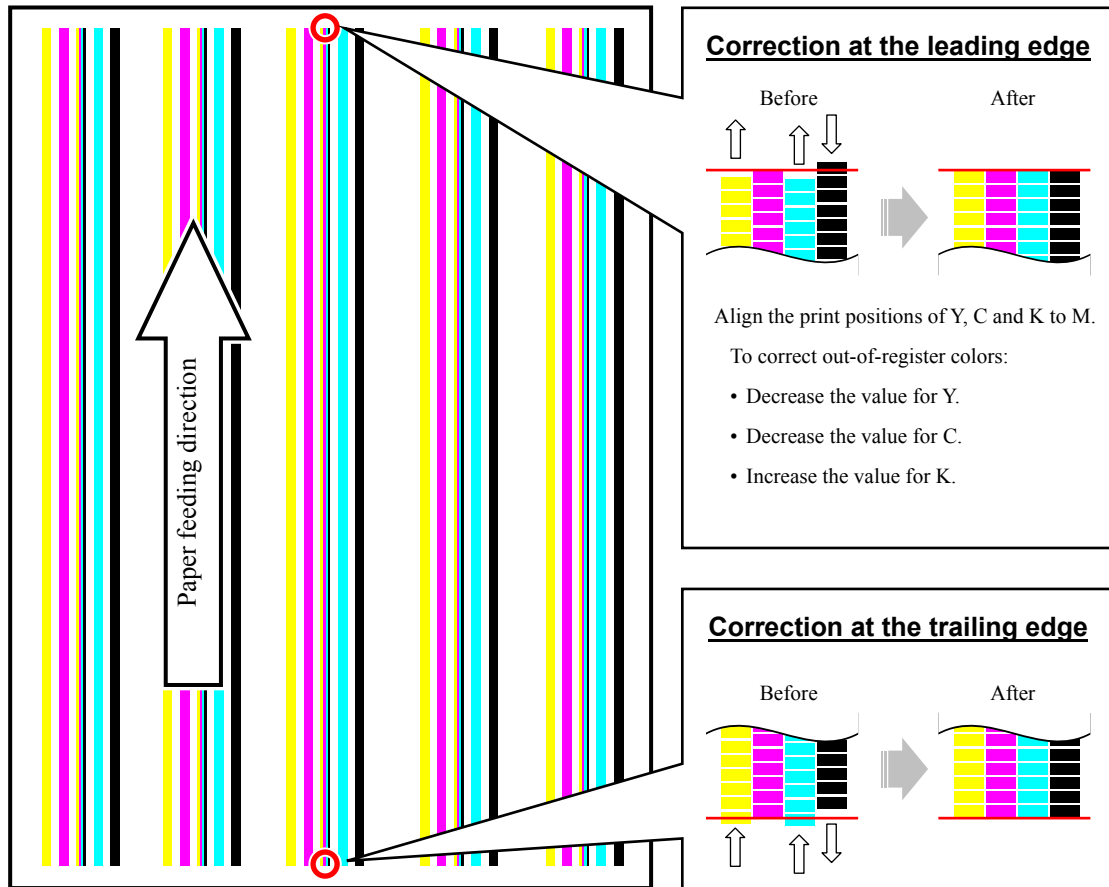 Paper feeding direction
Correction at the leading edge
Before
After
Align the print positions of Y, C and K to M.
To correct out-of-register colors:
• Decrease the value for Y.
• Decrease the value for C.
• Increase the value for K.
Correction at the trailing edge
Before
After